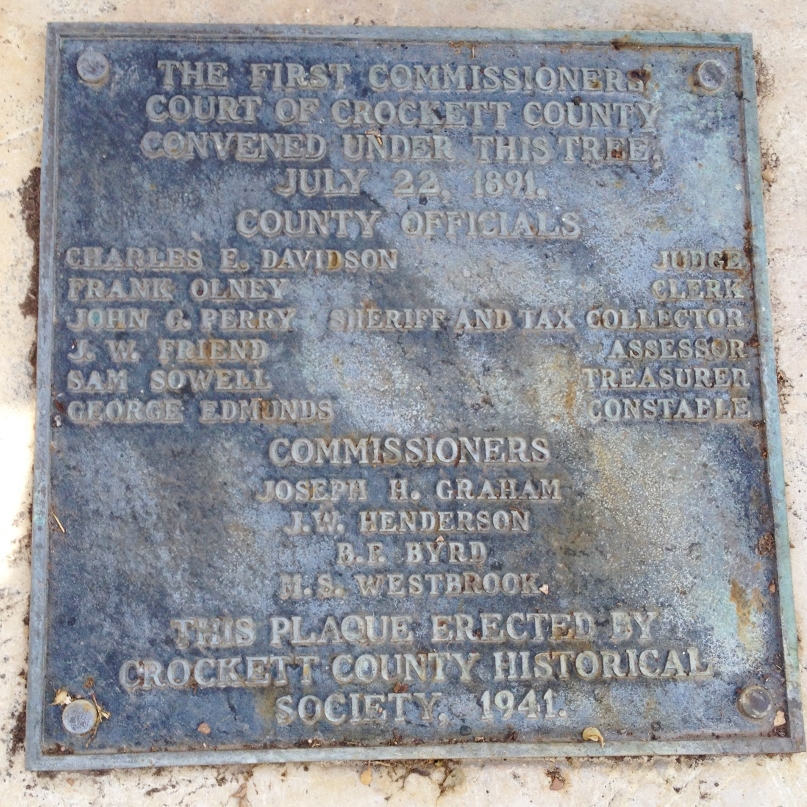 THE FIRST COMMISSIONERS'
COURT OF CROCKETT COUNTY
CONVENED UNDER THIS TREE,
JULY 22, 1891.
COUNTY OFFICIALS
CHARLES E. DAVIDSON JUDGE
FRANK OLNEY CLERK
JOHN G. PERRY SHERIFF AND TAX COLLECTOR
J. W. FRIEND ASSESSOR
SAM SOWELL TREASURER
GEORGE EDMUNDS CONSTABLE
COMMISSIONERS
JOSEPH H. GRAHAM
J.W. HENDERSON
B.F. BYRD
M.S. WESTBROOK
THIS PLAQUE ERECTED BY
CROCKETT COUNTY HISTORICAL
SOCIETY, 1941.